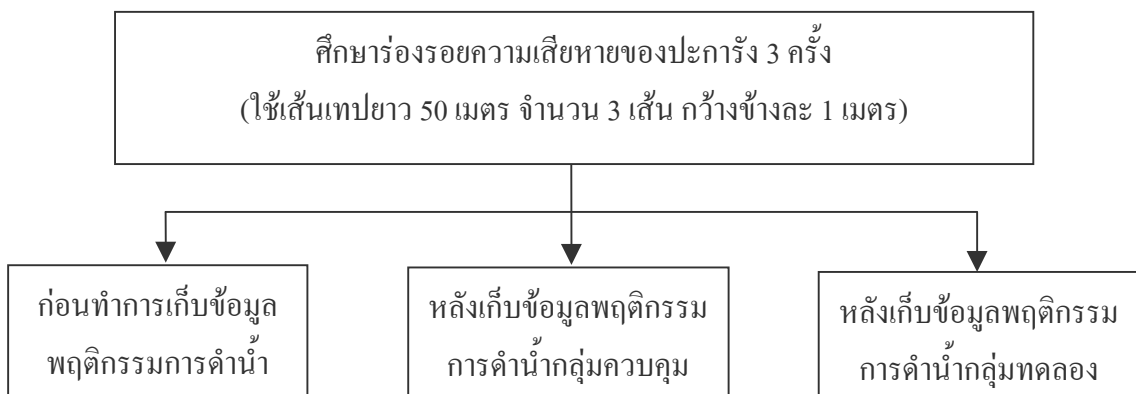 ศึกษาร่องรอยความเสียหายของปะการัง 3 ครั้ง
(ใช้เส้นเทปยาว 50 เมตร จำนวน 3 เส้น กว้างข้างละ 1 เมตร)
ก่อนทำการเก็บข้อมูล
พฤติกรรมการดำน้ำ
หลังเก็บข้อมูลพฤติกรรม
การดำน้ำกลุ่มควบคุม
หลังเก็บข้อมูลพฤติกรรม
การดำน้ำกลุ่มทดลอง